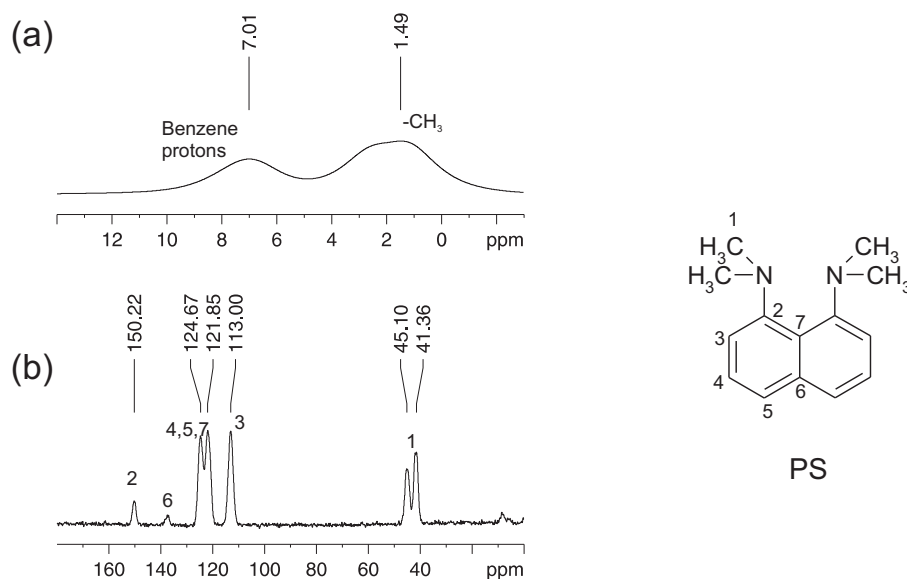 (a)
7.01
1.49
Benzene
protons
-CH₃
12 10 8 6 4 2 0 ppm
(b)
150.22
124.67
121.85
113.00
45.10
41.36
2
6
4,5,7
3
1
160 140 120 100 80 60 40 ppm
1
H₃C CH₃
H₃C N N CH₃
2
7
3
4
5
6
PS